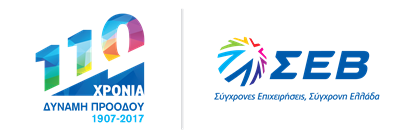 110
ΧΡΟΝΙΑ
ΔΥΝΑΜΗ ΠΡΟΟΔΟΥ
1907-2017
ΣΕΒ
Σύγχρονες Επιχειρήσεις, Σύγχρονη Ελλάδα